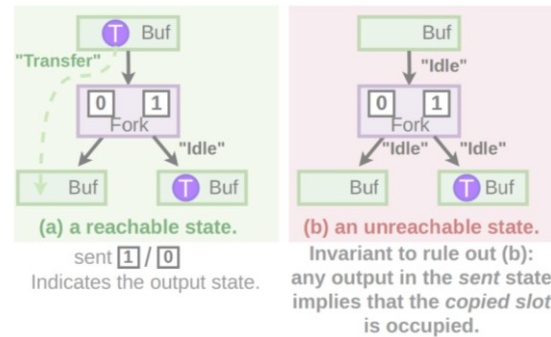 T Buf
"Transfer"
0 1
Fork
"Idle"
Buf
T Buf
(a) a reachable state.
sent 1 / 0
Indicates the output state.
Buf
"Idle"
0 1
Fork
"Idle" "Idle"
Buf
T Buf
(b) an unreachable state.
Invariant to rule out (b):
any output in the sent state
implies that the copied slot
is occupied.